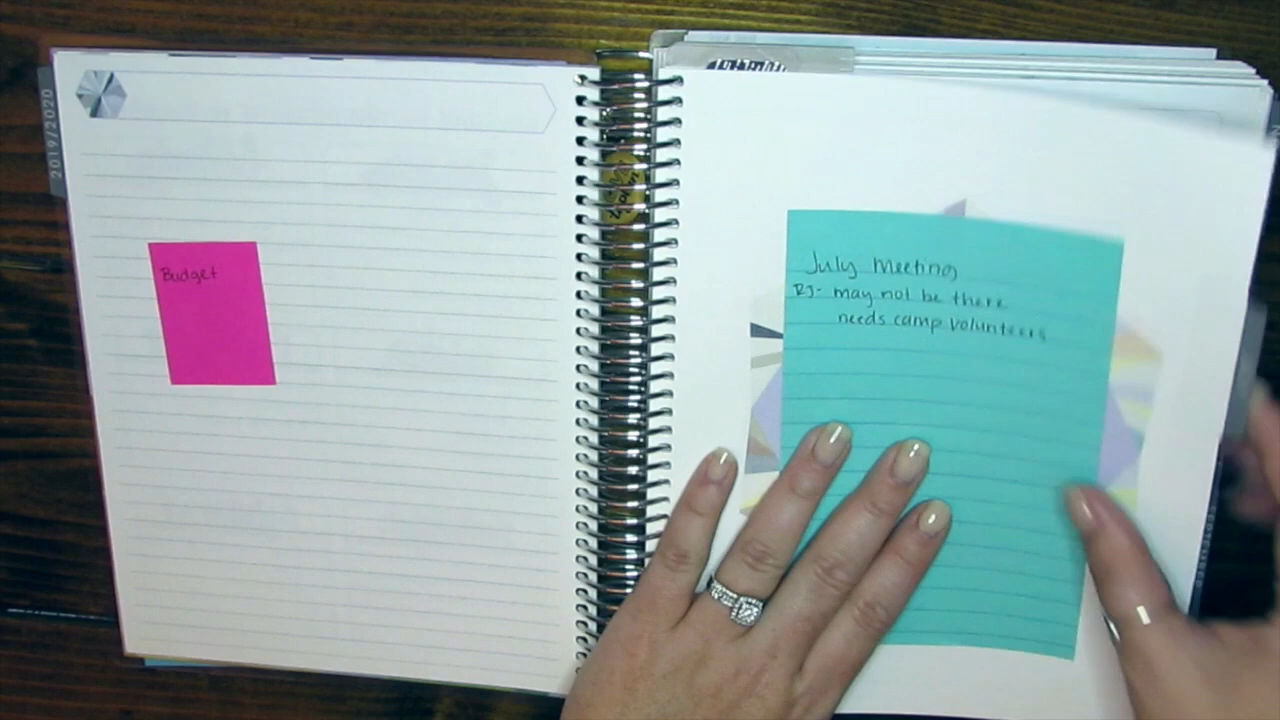 2019/2020
Budget
July Meeting
RJ- may not be there
needs camp volunteers